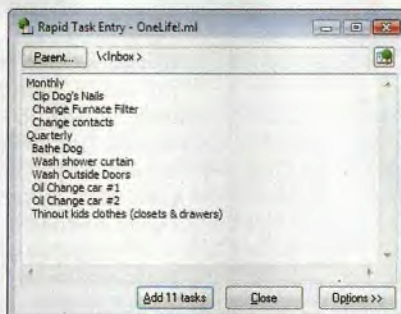 Rapid Task Entry - OneLife!.ml
Parent... \<Inbox>
Monthly
Clip Dog's Nails
Change Furnace Filter
Change contacts
Quarterly
Bathe Dog
Wash shower curtain
Wash Outside Doors
Oil Change car #1
Oil Change car #2
Thinout kids clothes (closets & drawers)
Add 11 tasks Close Options >>